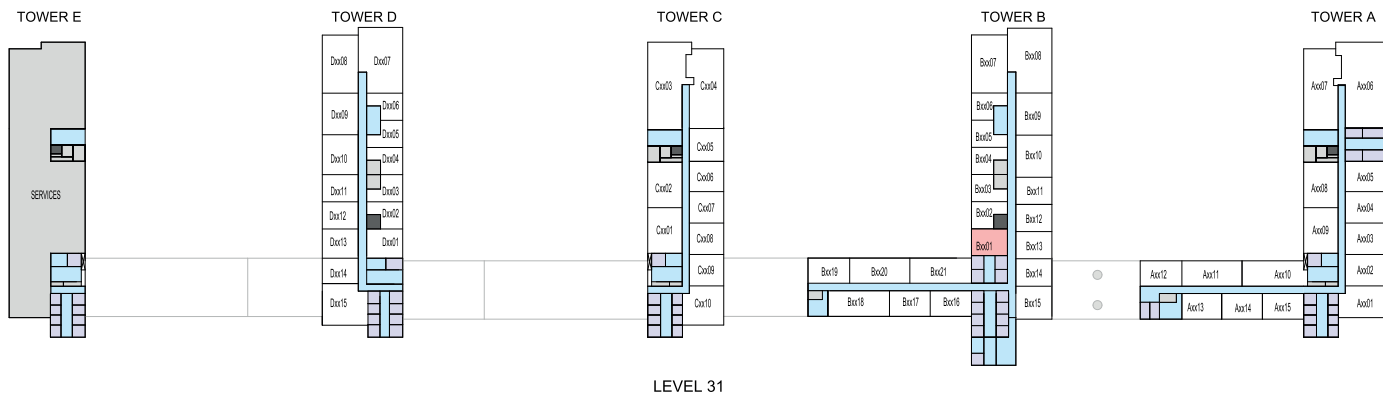 TOWER E
TOWER D
TOWER C
TOWER B
TOWER A
SERVICES
Dxx08
Dxx07
Dxx09
Dxx06
Dxx05
Dxx10
Dxx04
Dxx11
Dxx03
Dxx12
Dxx02
Dxx13
Dxx01
Dxx14
Dxx15
Cxx03
Cxx04
Cxx05
Cxx02
Cxx06
Cxx07
Cxx01
Cxx08
Cxx09
Cxx10
Bxx07
Bxx08
Bxx06
Bxx09
Bxx05
Bxx04
Bxx10
Bxx03
Bxx11
Bxx02
Bxx12
Bxx01
Bxx13
Bxx19
Bxx20
Bxx21
Bxx14
Bxx18
Bxx17
Bxx16
Bxx15
Axx07
Axx06
Axx08
Axx05
Axx04
Axx09
Axx03
Axx12
Axx11
Axx10
Axx02
Axx13
Axx14
Axx15
Axx01
LEVEL 31